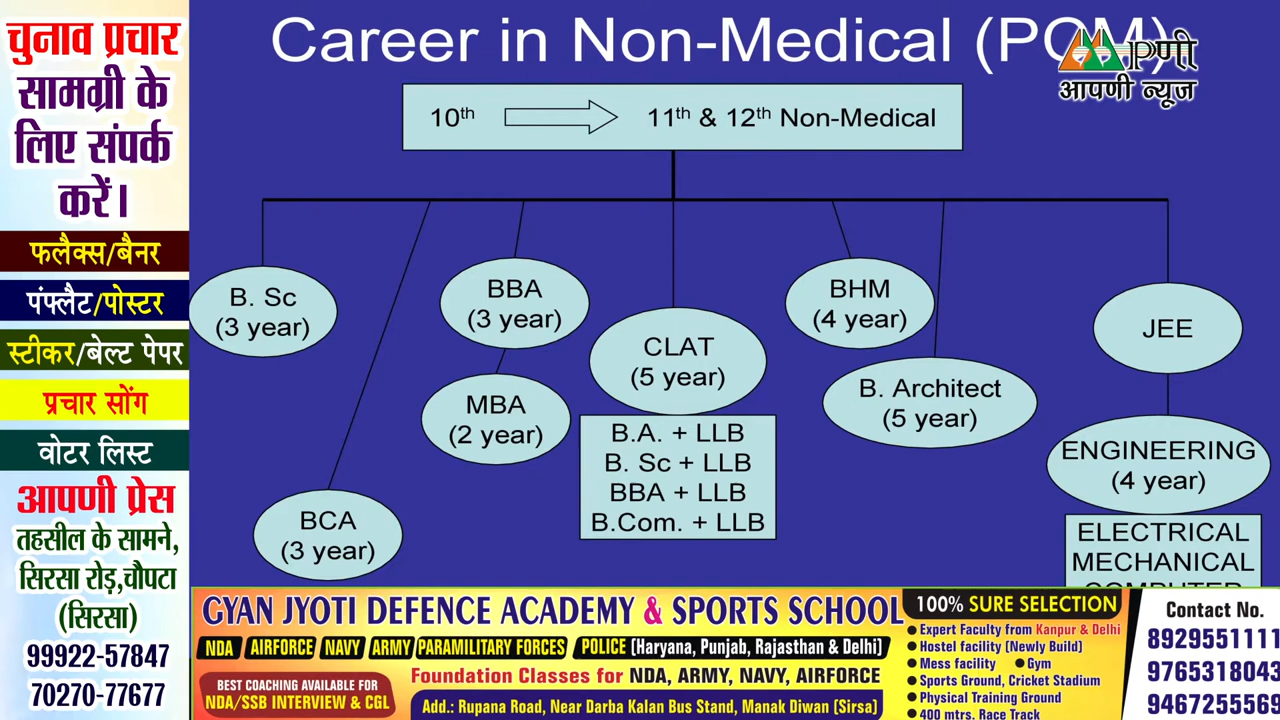 चुनाव प्रचार
सामग्री के
लिए संपर्क
करें।
फलैक्स/बैनर
पंफ्लैट/पोस्टर
स्टीकर/बेल्ट पेपर
प्रचार सोंग
वोटर लिस्ट
आपणी प्रेस
तहसील के सामने,
सिरसा रोड़,चौपटा
(सिरसा)
99922-57847
70270-77677
Career in Non-Medical
आपणी न्यूज
10th 11th & 12th Non-Medical
B. Sc
(3 year)
BCA
(3 year)
BBA
(3 year)
MBA
(2 year)
CLAT
(5 year)
B.A. + LLB
B. Sc + LLB
BBA + LLB
B.Com. + LLB
BHM
(4 year)
B. Architect
(5 year)
JEE
ENGINEERING
(4 year)
ELECTRICAL
MECHANICAL
GYAN JYOTI DEFENCE ACADEMY & SPORTS SCHOOL
NDA AIRFORCE NAVY ARMY PARAMILITARY FORCES POLICE (Haryana, Punjab, Rajasthan & Delhi)
Foundation Classes for NDA, ARMY, NAVY, AIRFORCE
BEST COACHING AVAILABLE FOR
NDA/SSB INTERVIEW & CGL
Add.: Rupana Road, Near Darba Kalan Bus Stand, Manak Diwan (Sirsa)
100% SURE SELECTION
Expert Faculty from Kanpur & Delhi
Hostel facility (Newly Build)
Mess facility Gym
Sports Ground, Cricket Stadium
Physical Training Ground
400 mtrs. Race Track
Contact No.
8929551111
9765318043
9467255569